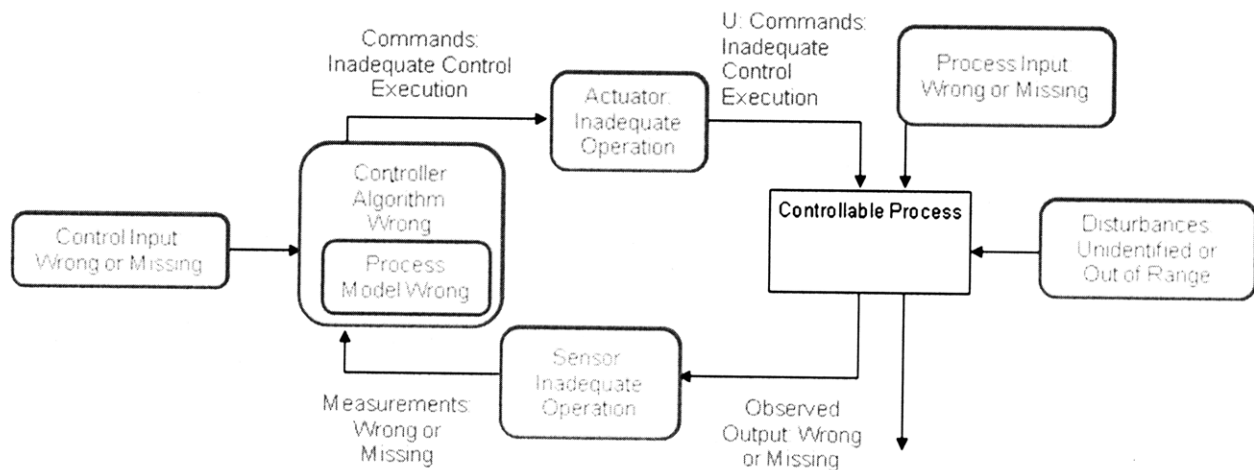 Commands:
Inadequate Control
Execution
U: Commands:
Inadequate
Control
Execution
Process Input
Wrong or Missing
Actuator:
Inadequate
Operation
Controller
Algorithm
Wrong
Process
Model Wrong
Control Input
Wrong or Missing
Controllable Process
Disturbances
Unidentified or
Out of Range
Sensor
Inadequate
Operation
Measurements:
Wrong or
Missing
Observed
Output: Wrong
or Missing